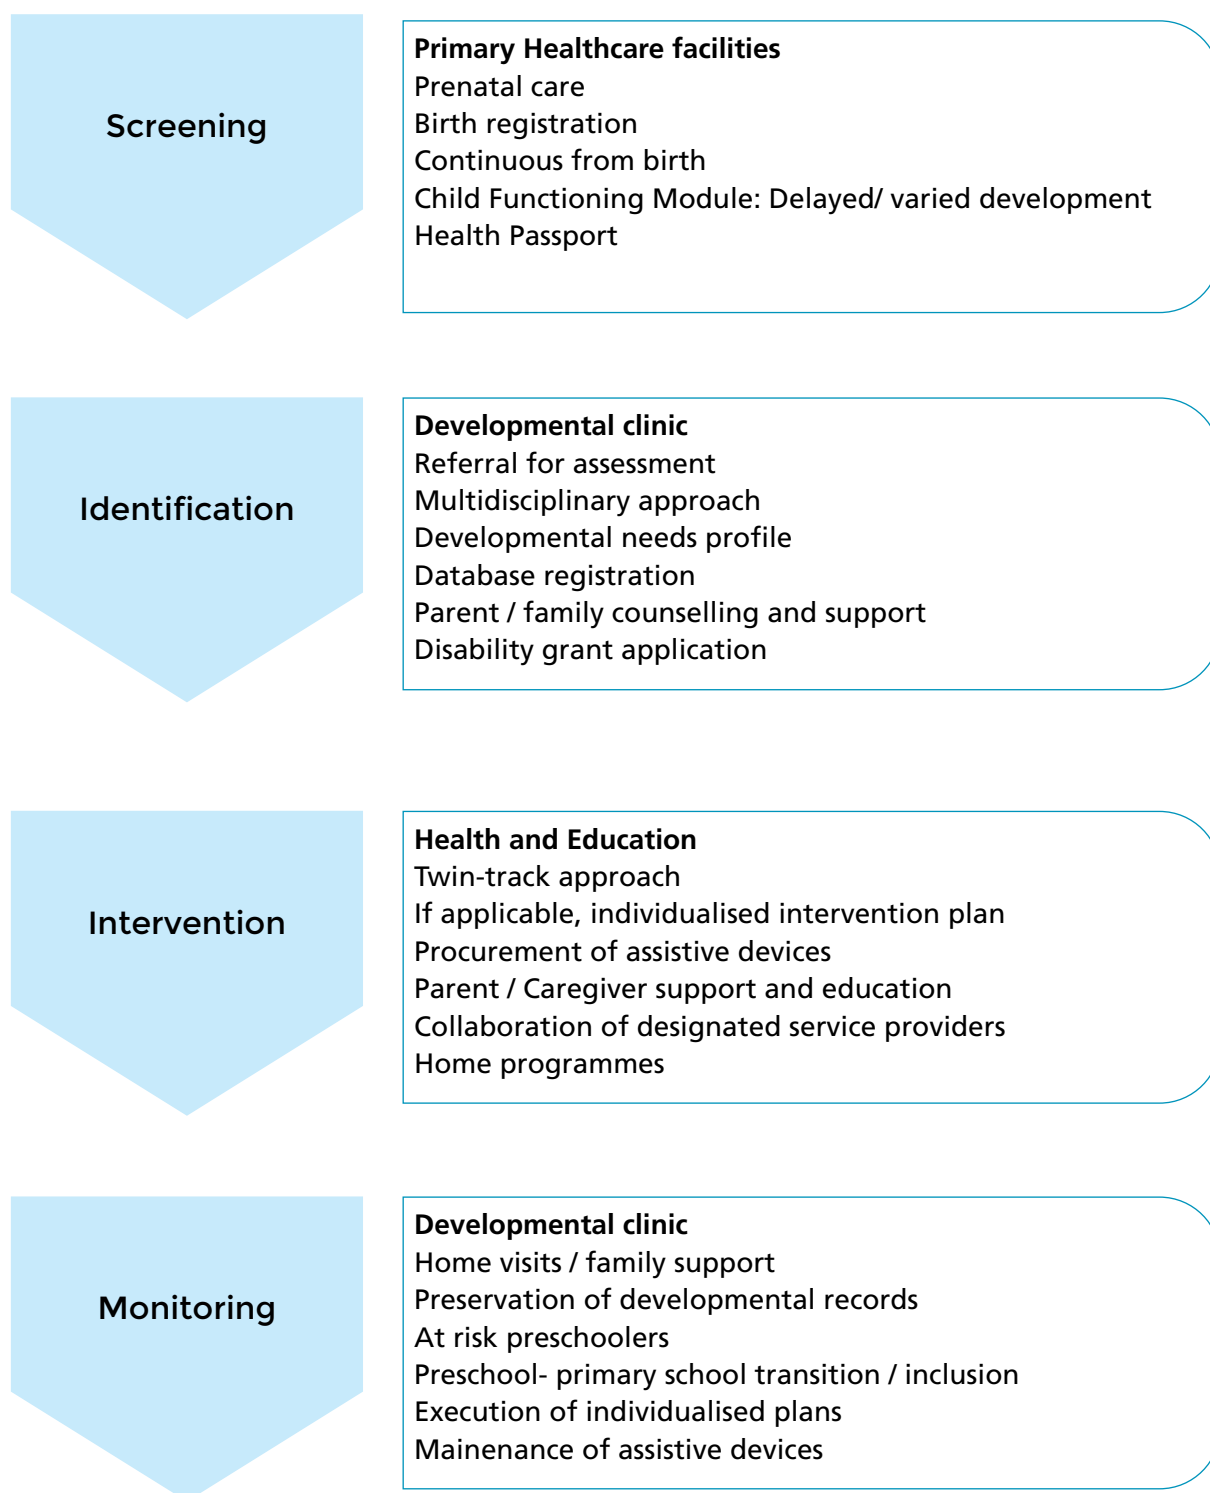 Screening
Primary Healthcare facilities
Prenatal care
Birth registration
Continuous from birth
Child Functioning Module: Delayed/ varied development
Health Passport
Identification
Developmental clinic
Referral for assessment
Multidisciplinary approach
Developmental needs profile
Database registration
Parent / family counselling and support
Disability grant application
Intervention
Health and Education
Twin-track approach
If applicable, individualised intervention plan
Procurement of assistive devices
Parent / Caregiver support and education
Collaboration of designated service providers
Home programmes
Monitoring
Developmental clinic
Home visits / family support
Preservation of developmental records
At risk preschoolers
Preschool- primary school transition / inclusion
Execution of individualised plans
Mainenance of assistive devices